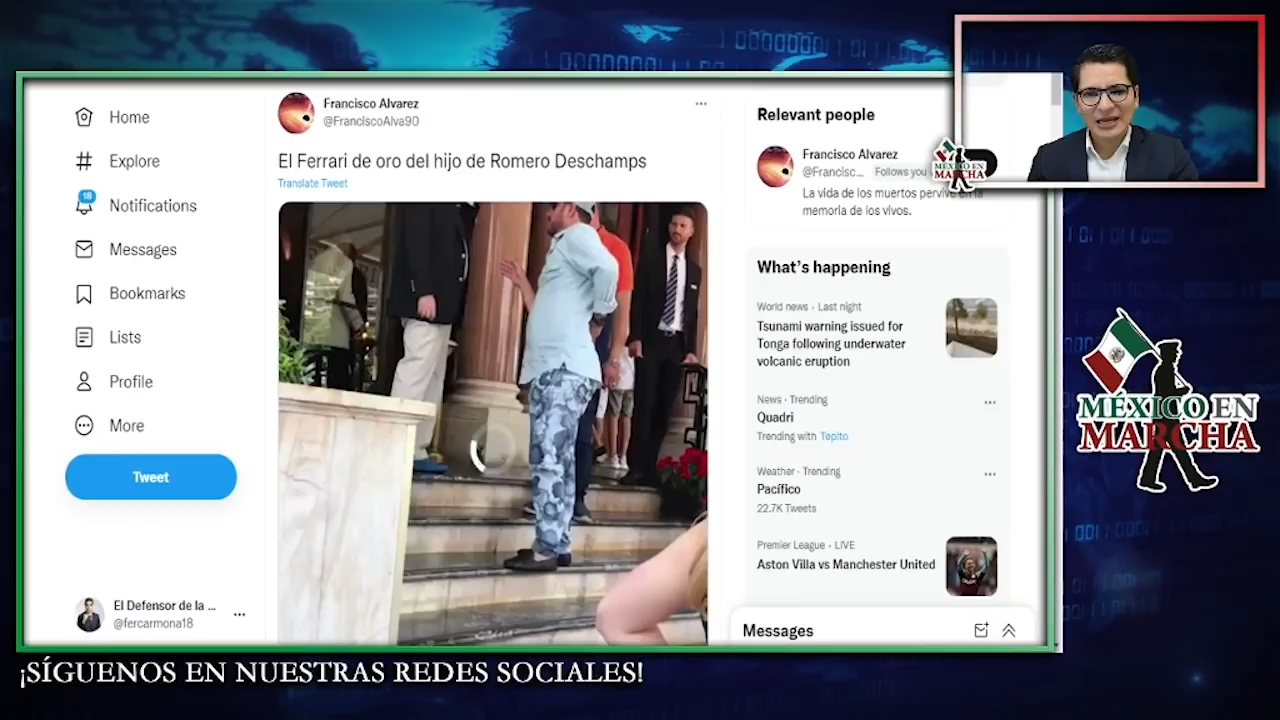 Home
Explore
18
Notifications
Messages
Bookmarks
Lists
Profile
More
Tweet
El Defensor de la ...
@fercarmona18
Francisco Alvarez
@FranciscoAlva90
El Ferrari de oro del hijo de Romero Deschamps
Translate Tweet
Relevant people
Francisco Alvarez
@Francisc... Follows you
La vida de los muertos pervive en la
memoria de los vivos.
What's happening
World news · Last night
Tsunami warning issued for
Tonga following underwater
volcanic eruption
News · Trending
Quadri
Trending with Tepito
Weather · Trending
Pacífico
22.7K Tweets
Premier League · LIVE
Aston Villa vs Manchester United
Messages
MÉXICO EN
MARCHA
MÉXICO EN
MARCHA
¡SÍGUENOS EN NUESTRAS REDES SOCIALES!